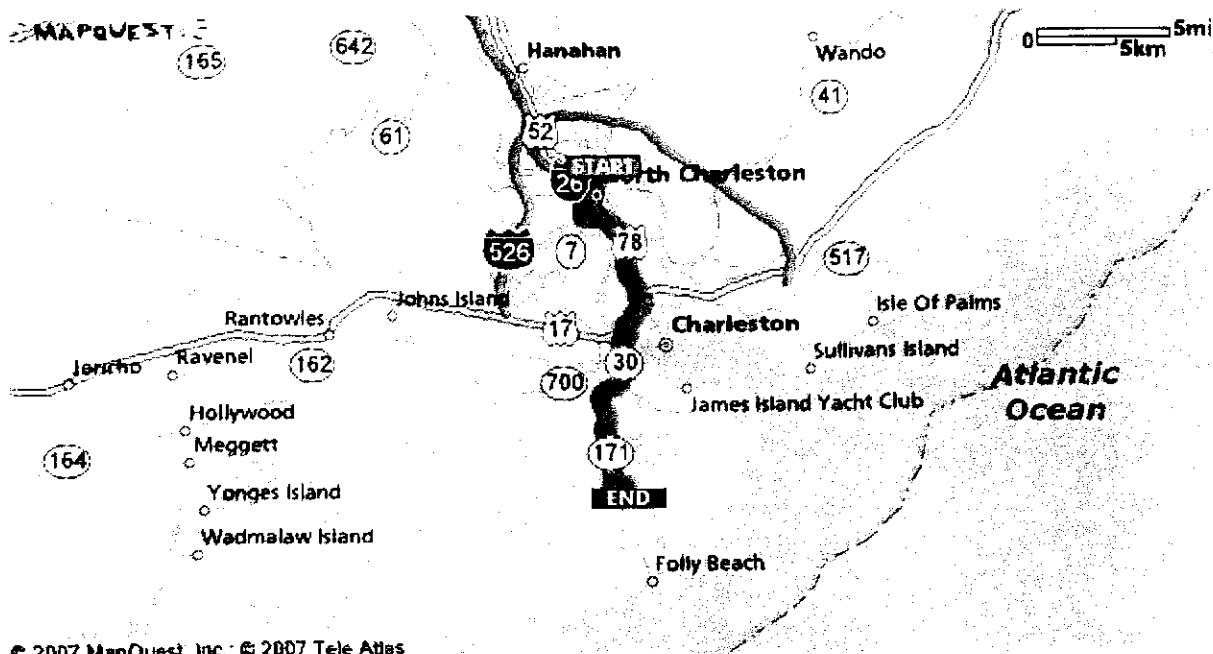 MAPQUEST
165
642
Hanahan
Wando
0
5mi
5km
41
61
52
START
26
North Charleston
526
7
78
517
Johns Island
Isle Of Palms
Rantowles
17
Charleston
Jericho
Ravenel
162
30
Sullivans Island
700
James Island Yacht Club
Atlantic
Ocean
Hollywood
164
Meggett
171
Yonges Island
END
Wadmalaw Island
Folly Beach
© 2007 MapQuest, Inc.; © 2007 Tele Atlas